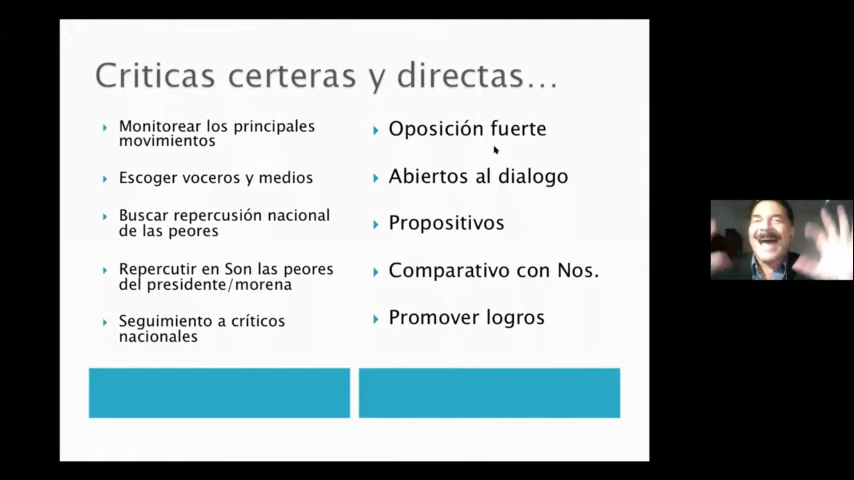 Criticas certeras y directas...
Monitorear los principales
movimientos
Escoger voceros y medios
Buscar repercusión nacional
de las peores
Repercutir en Son las peores
del presidente/morena
Seguimiento a críticos
nacionales
Oposición fuerte
Abiertos al dialogo
Propositivos
Comparativo con Nos.
Promover logros